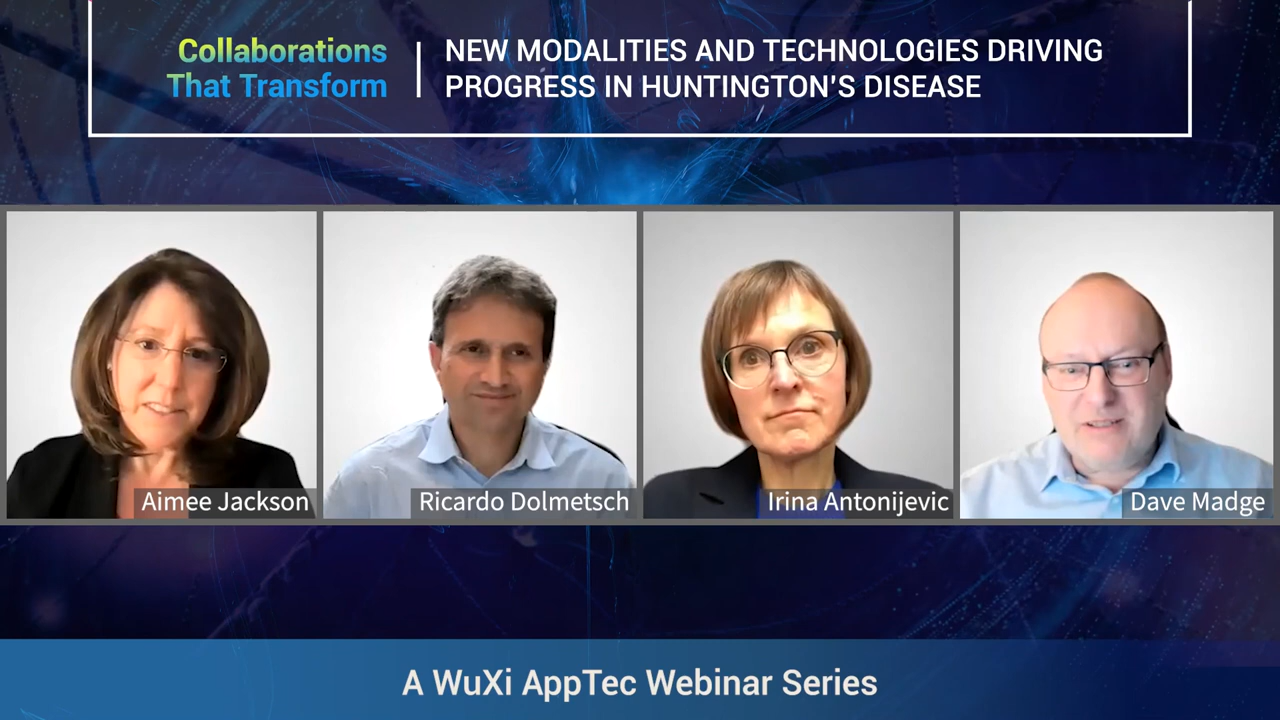 Collaborations
That Transform
NEW MODALITIES AND TECHNOLOGIES DRIVING
PROGRESS IN HUNTINGTON'S DISEASE
Aimee Jackson
Ricardo Dolmetsch
Irina Antonijevic
Dave Madge
A WuXi AppTec Webinar Series